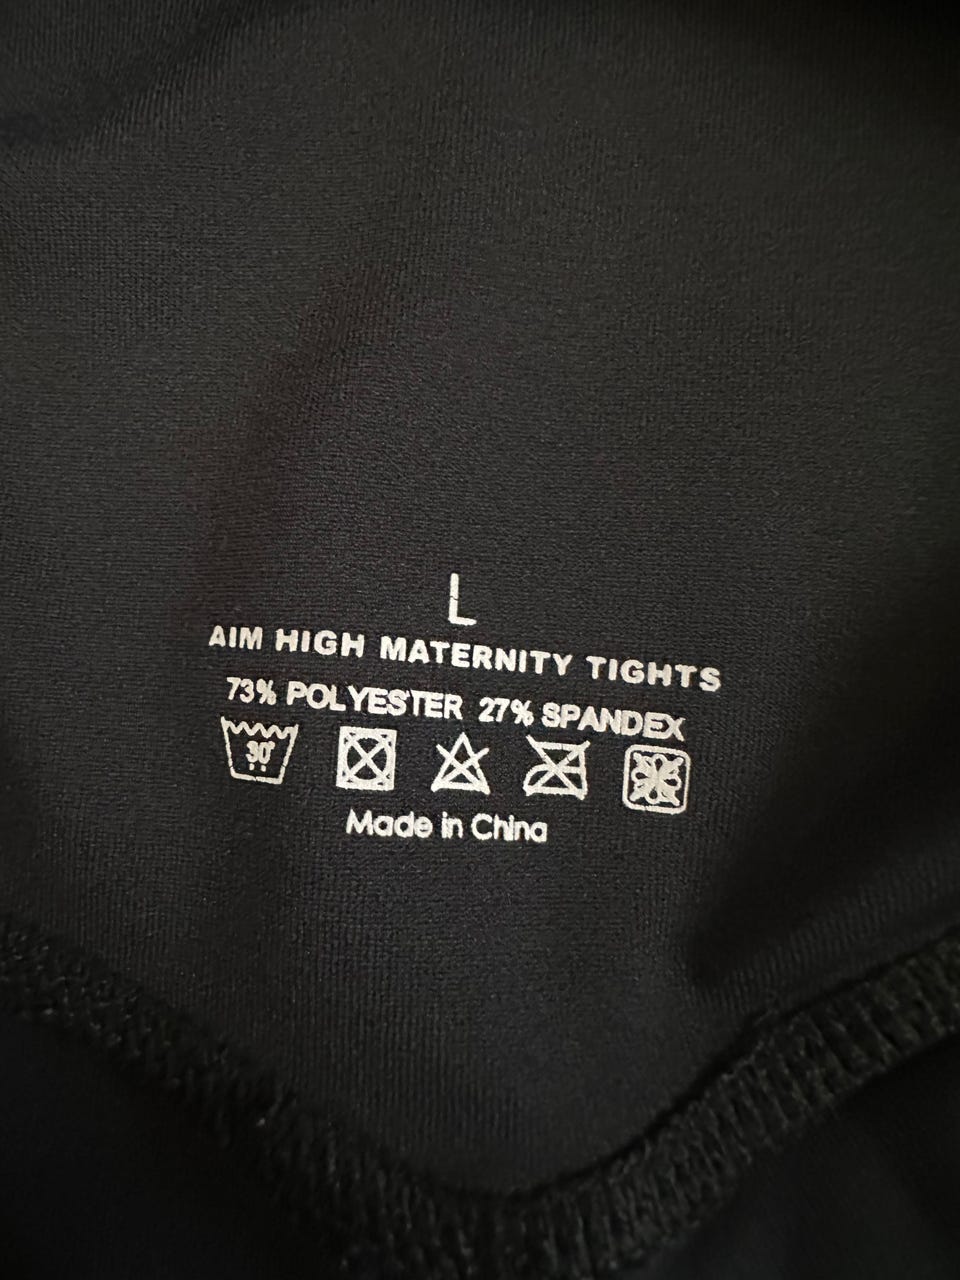 L
AIM HIGH MATERNITY TIGHTS
73% POLYESTER 27% SPANDEX
30°
Made in China